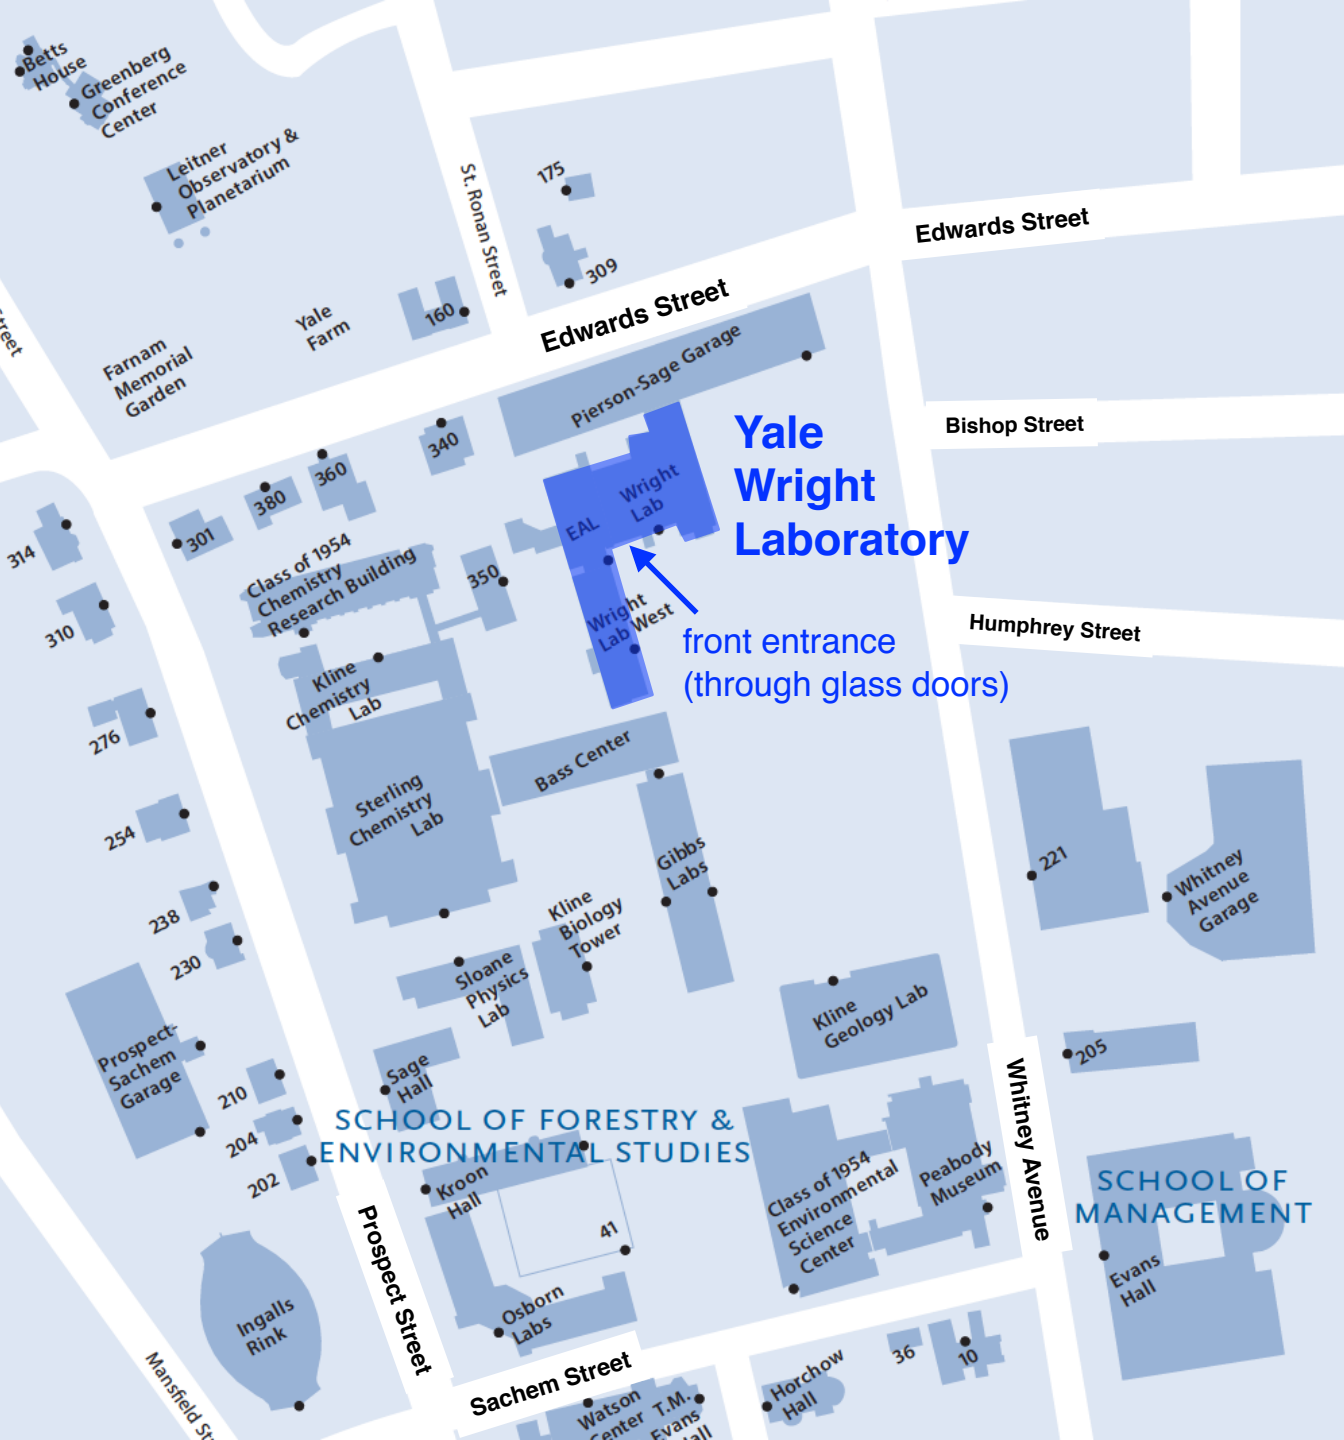 Betts
House
Greenberg
Conference
Center
Leitner
Observatory &
Planetarium
St. Ronan Street
175
309
Edwards Street
Edwards Street
160
Yale
Farm
Farnam
Memorial
Garden
Pierson-Sage Garage
Bishop Street
340
360
380
301
314
310
Yale
Wright
Laboratory
Wright
Lab
EAL
Class of 1954
Chemistry
Research Building
350
Wright
Lab West
front entrance
(through glass doors)
Humphrey Street
Kline
Chemistry
Lab
276
254
238
230
Bass Center
Sterling
Chemistry
Lab
Gibbs
Labs
221
Whitney
Avenue
Garage
Kline
Biology
Tower
Sloane
Physics
Lab
Kline
Geology Lab
205
Prospect-
Sachem
Garage
Sage
Hall
210
204
202
SCHOOL OF FORESTRY &
ENVIRONMENTAL STUDIES
Whitney Avenue
Class of 1954
Environmental
Science
Center
Peabody
Museum
SCHOOL OF
MANAGEMENT
Kroon
Hall
41
Prospect Street
Evans
Hall
Ingalls
Rink
Osborn
Labs
Mansfield St
Sachem Street
36
10
Horchow
Hall
Watson
Center
T.M.
Evans